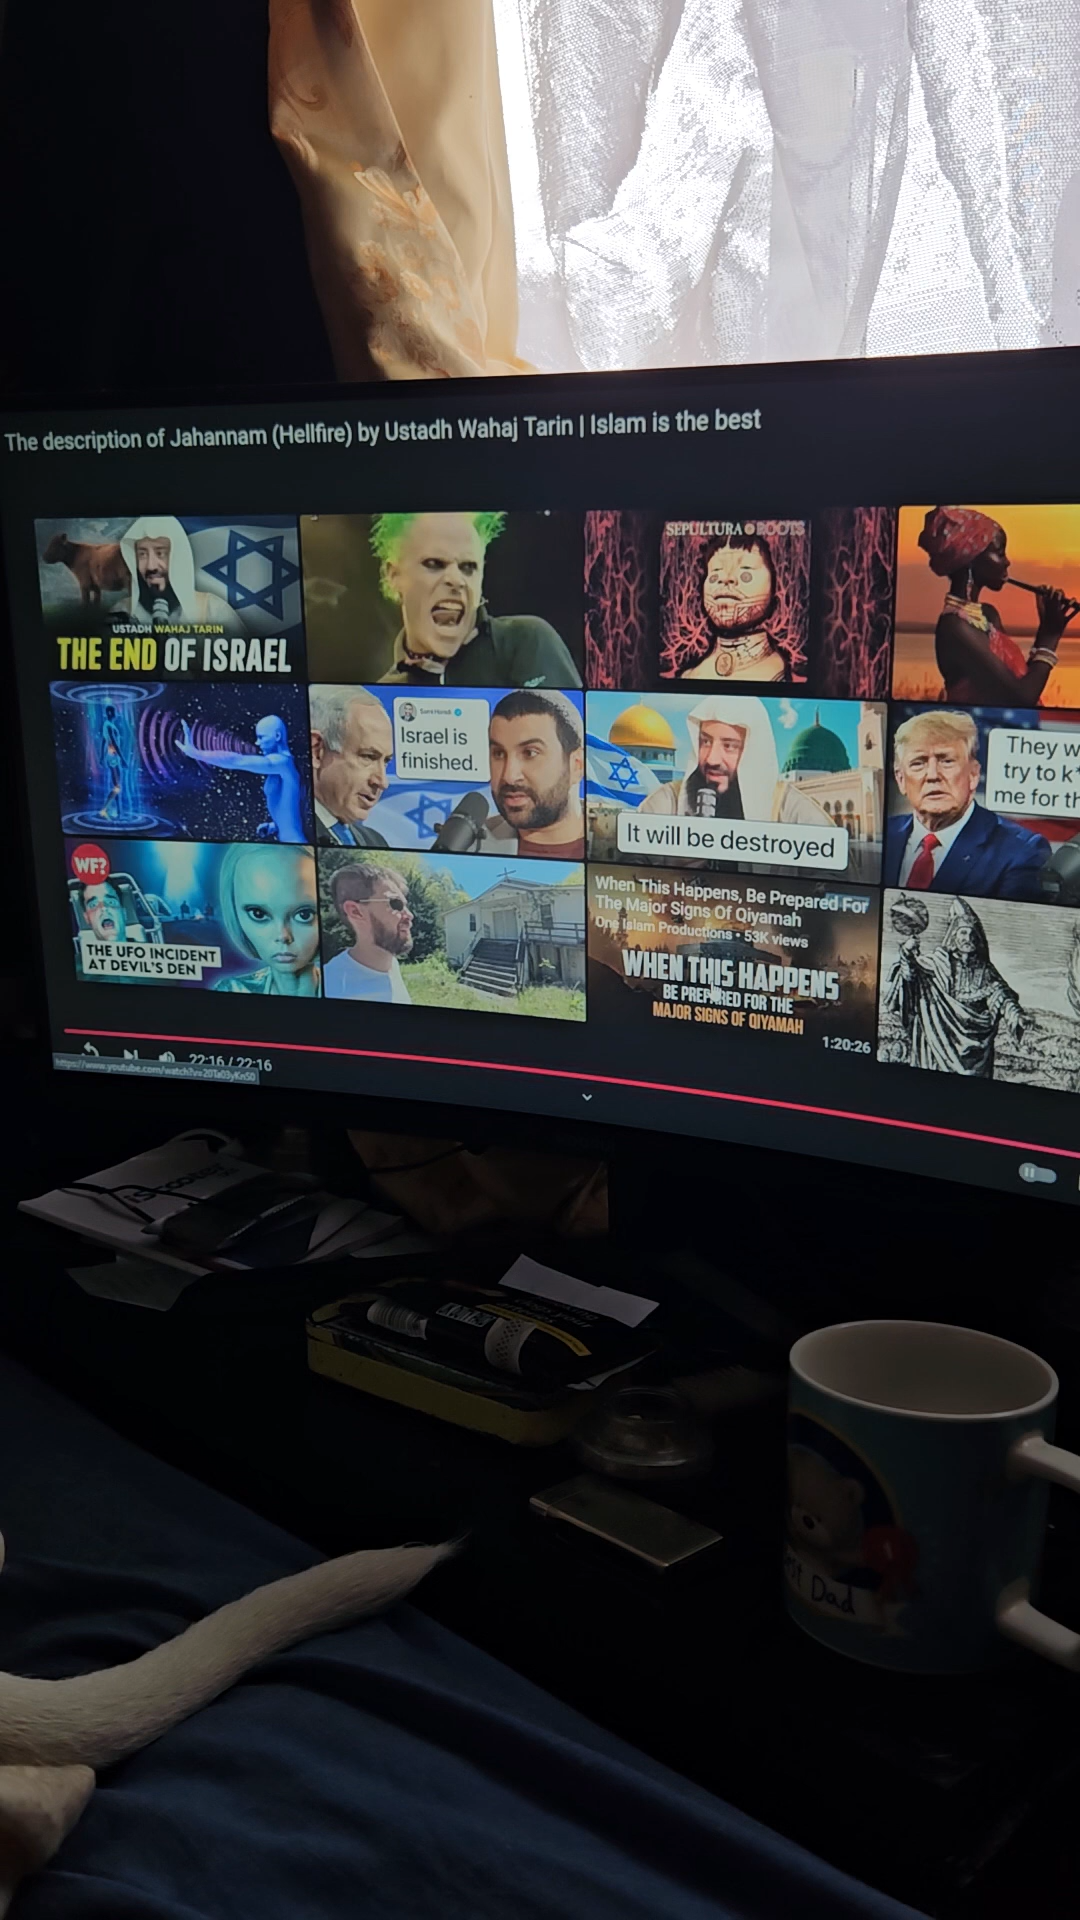 The description of Jahannam (Hellfire) by Ustadh Wahaj Tarin | Islam is the best
USTADH WAHAJ TARIN
THE END OF ISRAEL
SEPULTURA ROOTS
Israel is
finished.
It will be destroyed
They w
try to k*
me for th
WF?
THE UFO INCIDENT
AT DEVIL'S DEN
When This Happens, Be Prepared For
The Major Signs Of Qiyamah
One Islam Productions • 53K views
WHEN THIS HAPPENS
BE PREPARED FOR THE
MAJOR SIGNS OF QIYAMAH
1:20:26
22:16 / 22:16
Dad